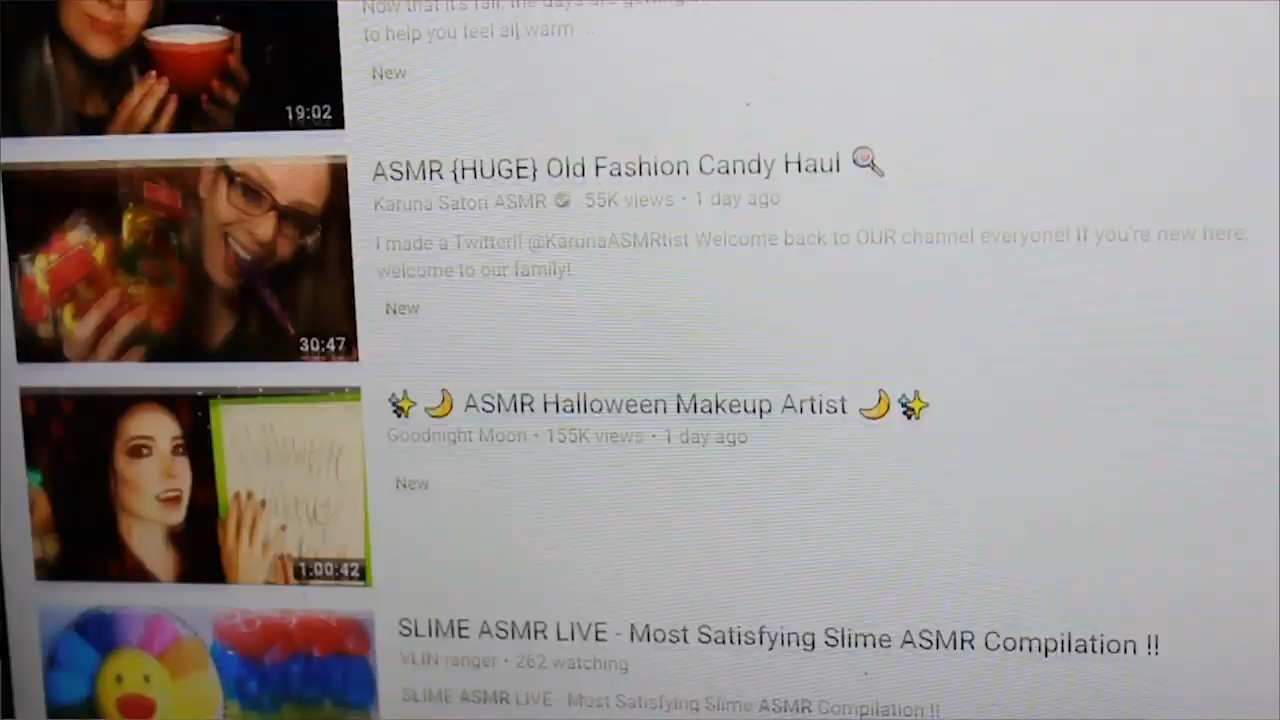 Now that it's fall, the days are getting
to help you feel all warm ...
New
19:02
ASMR {HUGE} Old Fashion Candy Haul 🍭
Karuna Satori ASMR 55K views • 1 day ago
I made a Twitter!! @KarunaASMRtist Welcome back to OUR channel everyone! If you're new here,
welcome to our family!
New
30:47
✨🌙 ASMR Halloween Makeup Artist 🌙✨
Goodnight Moon • 155K views • 1 day ago
New
Halloween
1:00:42
SLIME ASMR LIVE - Most Satisfying Slime ASMR Compilation !!
VLIN ranger • 262 watching
SLIME ASMR LIVE - Most Satisfying Slime ASMR Compilation !!